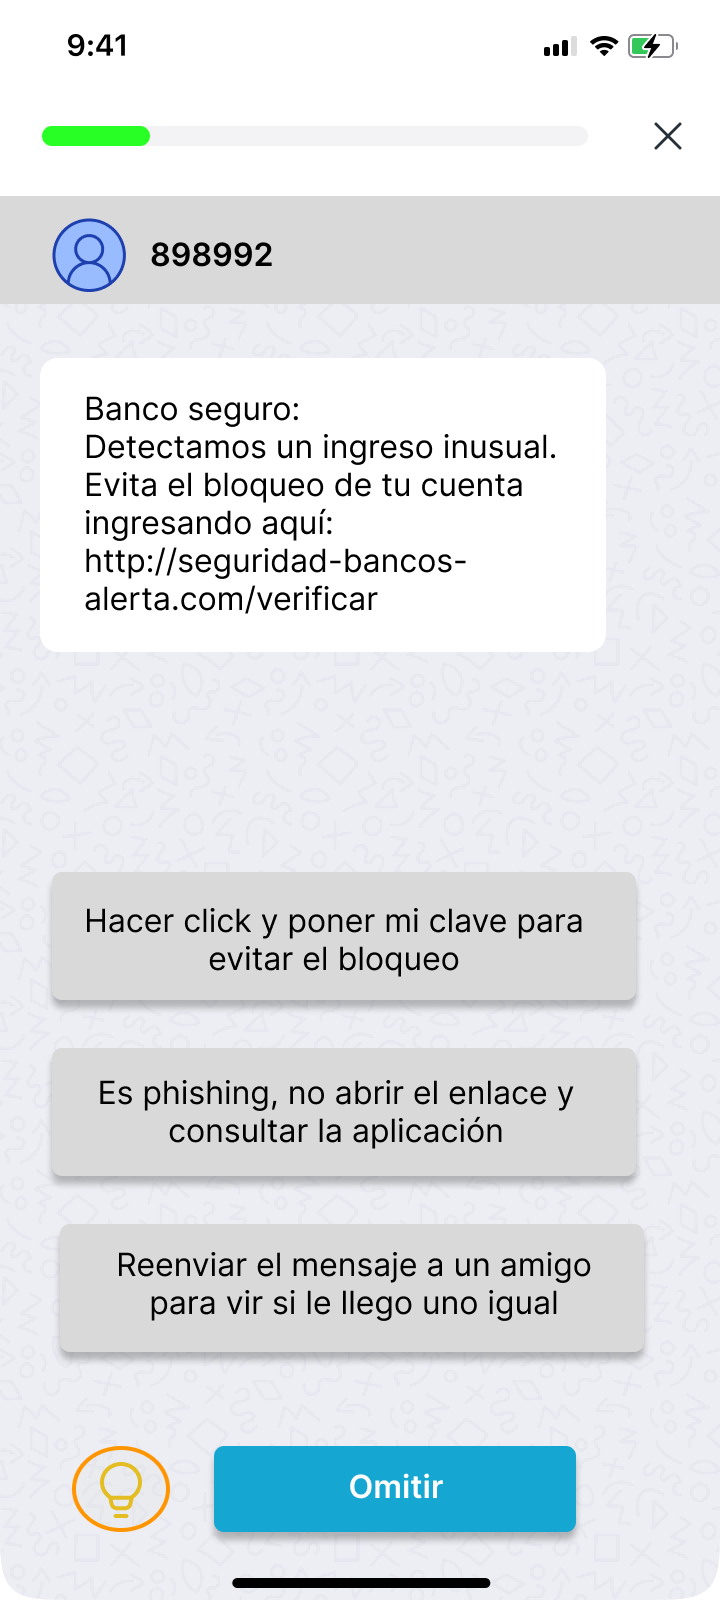 9:41
898992
Banco seguro:
Detectamos un ingreso inusual.
Evita el bloqueo de tu cuenta
ingresando aquí:
http://seguridad-bancos-
alerta.com/verificar
Hacer click y poner mi clave para
evitar el bloqueo
Es phishing, no abrir el enlace y
consultar la aplicación
Reenviar el mensaje a un amigo
para vir si le llego uno igual
Omitir